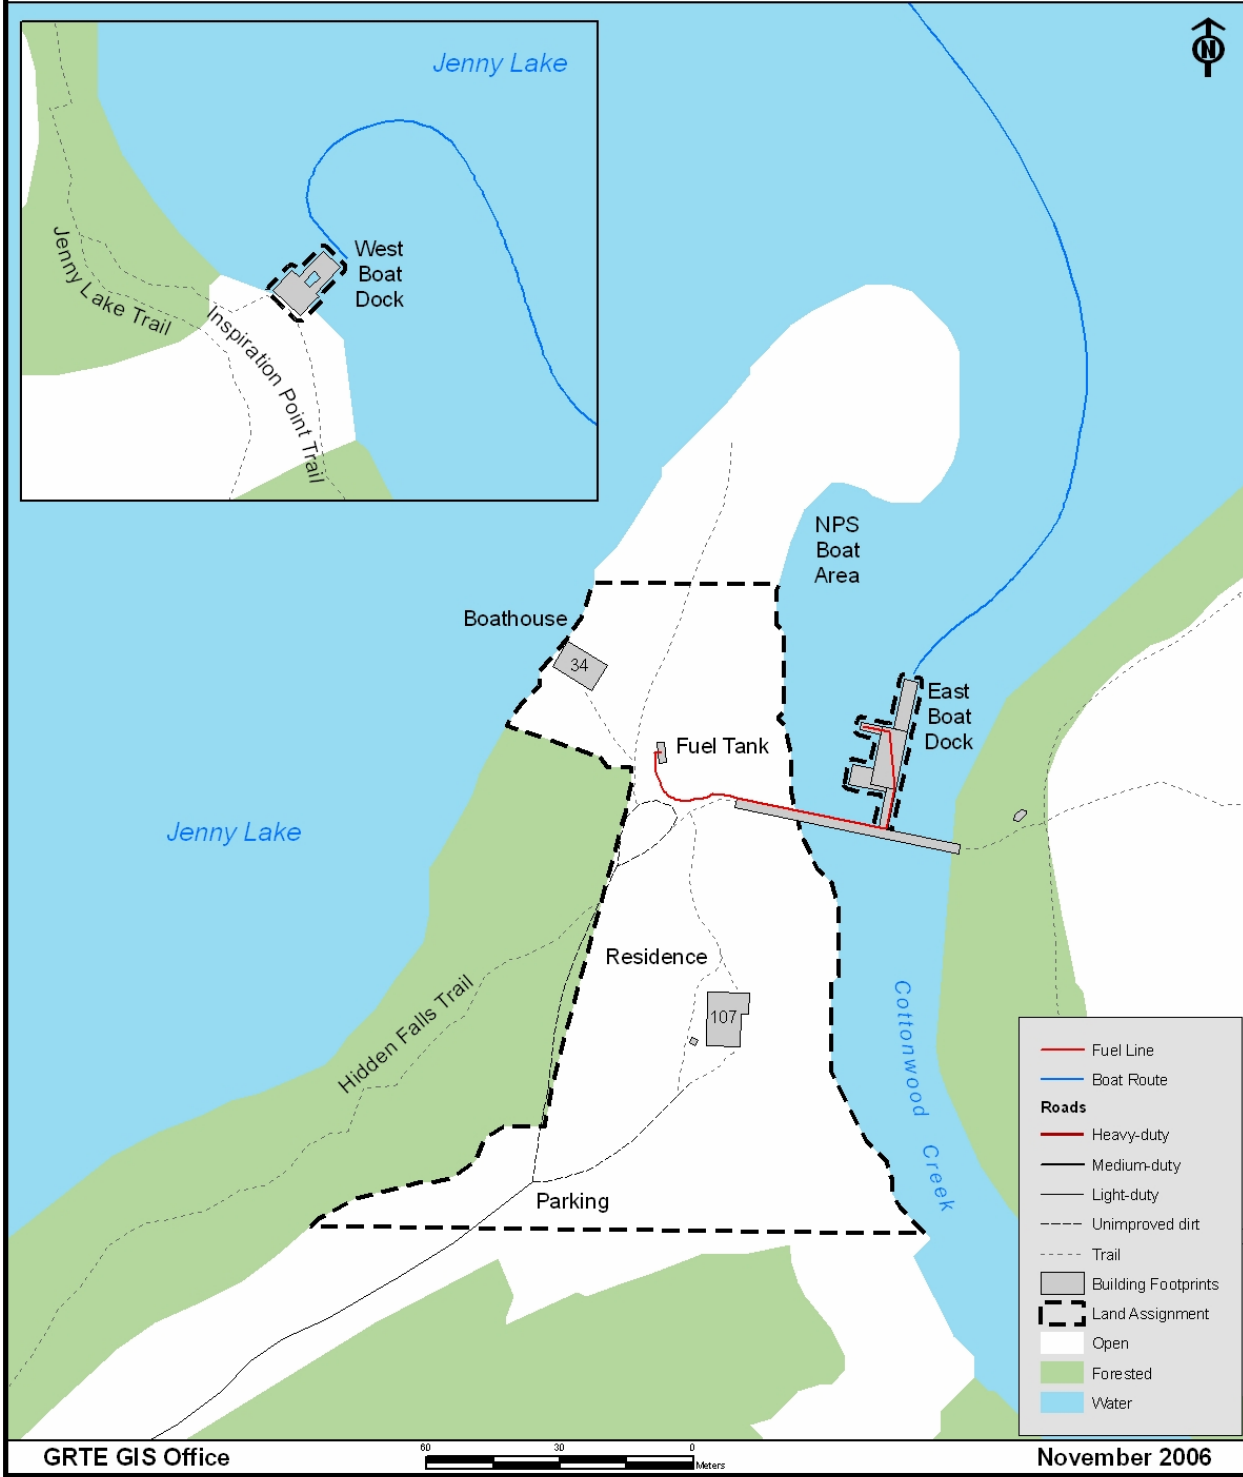 N
Jenny Lake
West
Boat
Dock
Jenny Lake Trail
Inspiration Point Trail
NPS
Boat
Area
Boathouse
34
East
Boat
Dock
Fuel Tank
Jenny Lake
Residence
107
Hidden Falls Trail
Cottonwood Creek
Parking
Fuel Line
Boat Route
Roads
Heavy-duty
Medium-duty
Light-duty
Unimproved dirt
Trail
Building Footprints
Land Assignment
Open
Forested
Water
GRTE GIS Office
60 30 0
Meters
November 2006